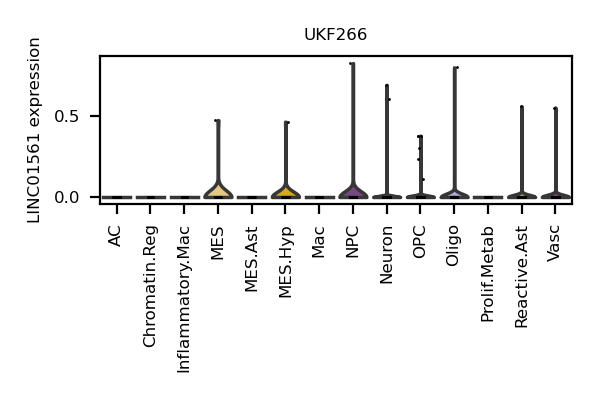 UKF266
LINC01561 expression
0.5
0.0
AC
Chromatin.Reg
Inflammatory.Mac
MES
MES.Ast
MES.Hyp
Mac
NPC
Neuron
OPC
Oligo
Prolif.Metab
Reactive.Ast
Vasc